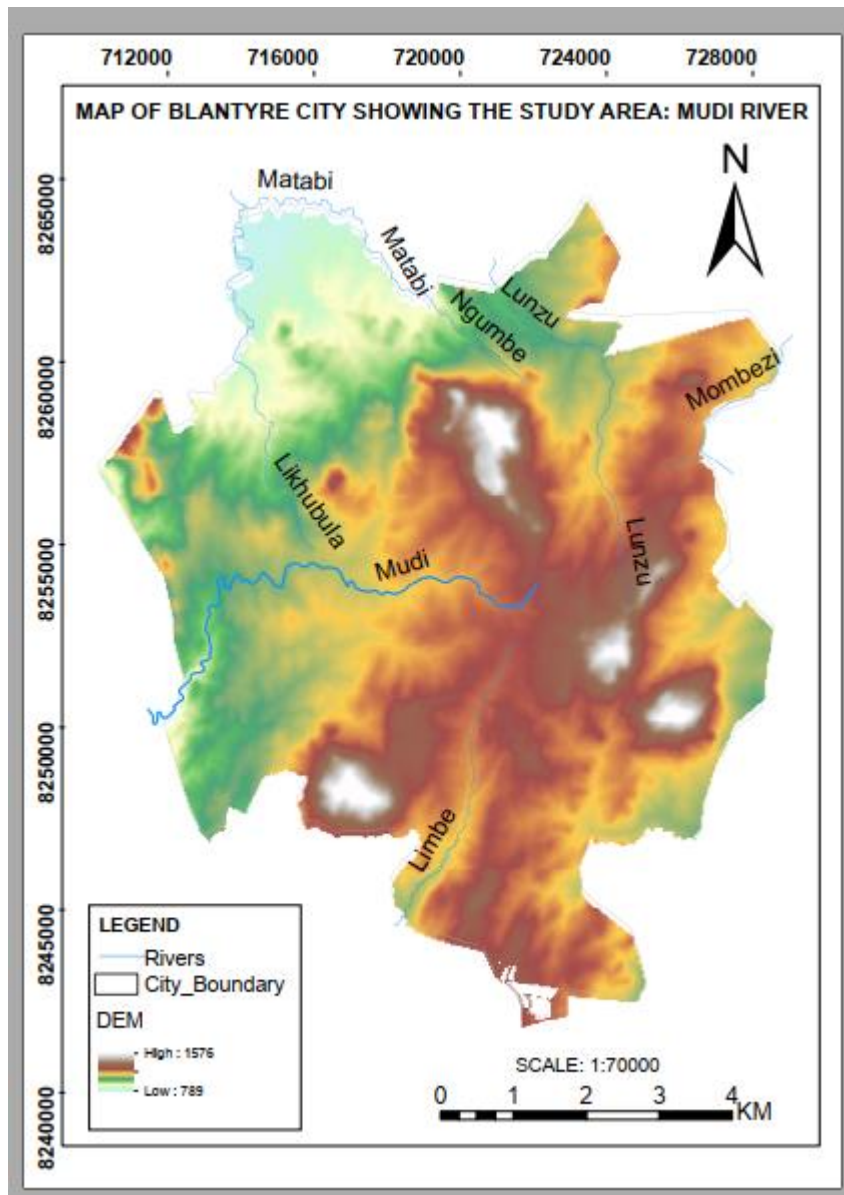 712000 716000 720000 724000 728000
MAP OF BLANTYRE CITY SHOWING THE STUDY AREA: MUDI RIVER
N
8265000
Matabi
Matabi
Lunzu
Ngumbe
8260000
Mombezi
Likhubula
8255000
Lunzu
Mudi
8250000
Limbe
8245000
LEGEND
Rivers
City_Boundary
DEM
High : 1576
Low : 789
SCALE: 1:70000
0 1 2 3 4
KM
8240000